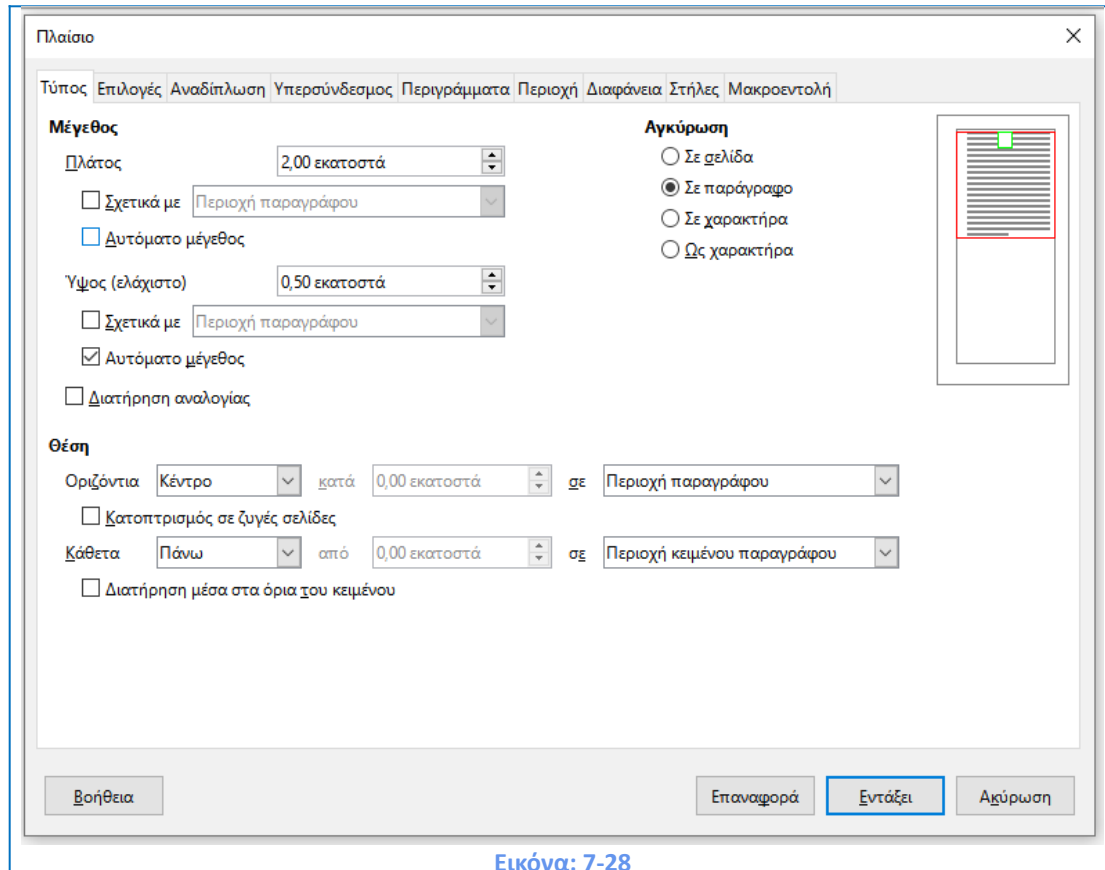 Πλαίσιο
Τύπος Επιλογές Αναδίπλωση Υπερσύνδεσμος Περιγράμματα Περιοχή Διαφάνεια Στήλες Μακροεντολή
Μέγεθος
Πλάτος 2,00 εκατοστά
Σχετικά με Περιοχή παραγράφου
Αυτόματο μέγεθος
Ύψος (ελάχιστο) 0,50 εκατοστά
Σχετικά με Περιοχή παραγράφου
Αυτόματο μέγεθος
Διατήρηση αναλογίας
Αγκύρωση
Σε σελίδα
Σε παράγραφο
Σε χαρακτήρα
Ως χαρακτήρα
Θέση
Οριζόντια Κέντρο κατά 0,00 εκατοστά σε Περιοχή παραγράφου
Κατοπτρισμός σε ζυγές σελίδες
Κάθετα Πάνω από 0,00 εκατοστά σε Περιοχή κειμένου παραγράφου
Διατήρηση μέσα στα όρια του κειμένου
Βοήθεια Επαναφορά Εντάξει Ακύρωση
Εικόνα: 7-28